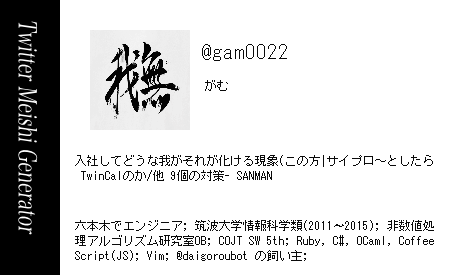 Twitter Meishi Generator
我無
@gam0022
がむ
入社してどうな我がそれが化ける現象(この方|サイプロ～としたら
TwinCalのか/他 9個の対策- SANMAN
六本木でエンジニア; 筑波大学情報科学類(2011～2015); 非数値処
理アルゴリズム研究室OB; COJT SW 5th; Ruby, C#, OCaml, Coffee
Script(JS); Vim; @daigoroubot の飼い主;